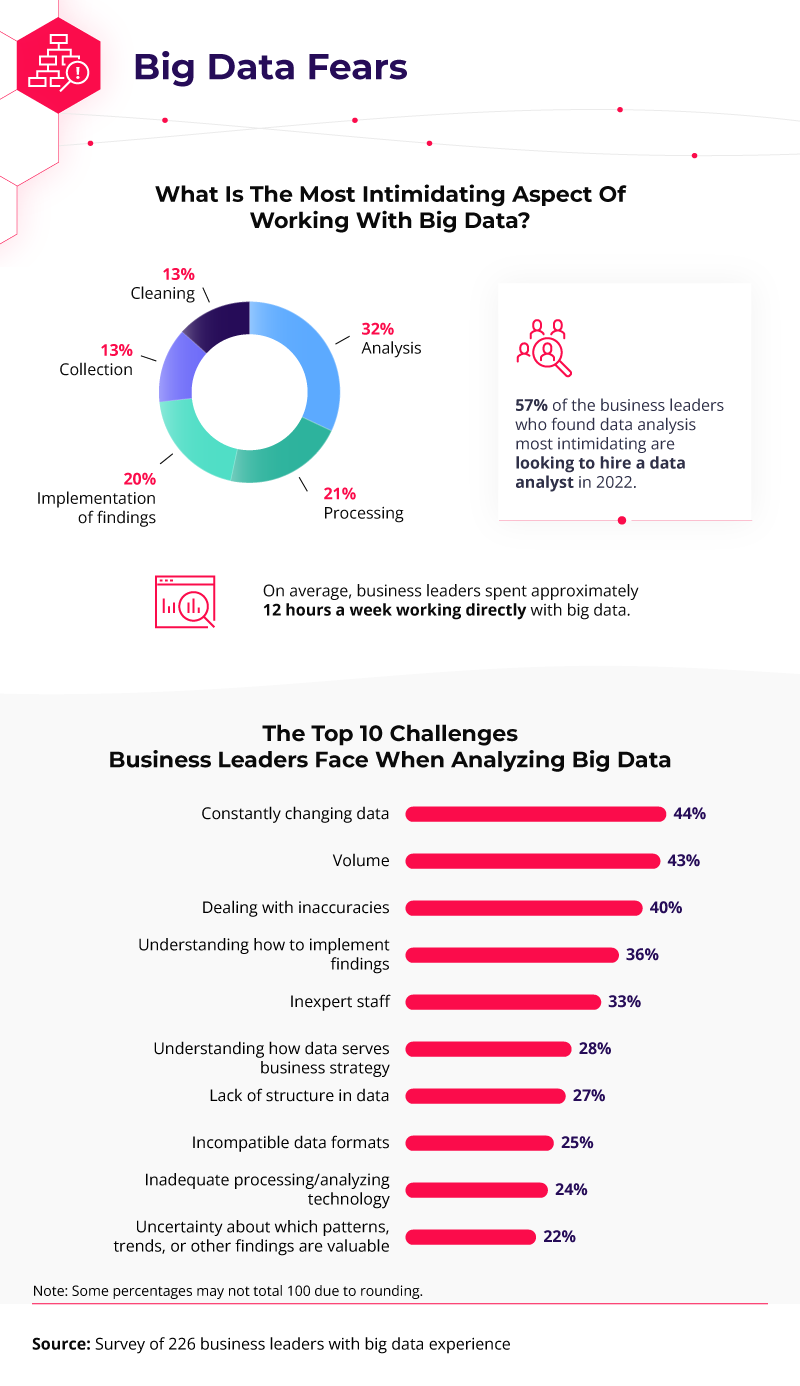 Big Data Fears
What Is The Most Intimidating Aspect Of
Working With Big Data?
13%
Cleaning
32%
Analysis
13%
Collection
20%
Implementation
of findings
21%
Processing
57% of the business leaders
who found data analysis
most intimidating are
looking to hire a data
analyst in 2022.
On average, business leaders spent approximately
12 hours a week working directly with big data.
The Top 10 Challenges
Business Leaders Face When Analyzing Big Data
Constantly changing data 44%
Volume 43%
Dealing with inaccuracies 40%
Understanding how to implement
findings 36%
Inexpert staff 33%
Understanding how data serves
business strategy 28%
Lack of structure in data 27%
Incompatible data formats 25%
Inadequate processing/analyzing
technology 24%
Uncertainty about which patterns,
trends, or other findings are valuable 22%
Note: Some percentages may not total 100 due to rounding.
Source: Survey of 226 business leaders with big data experience